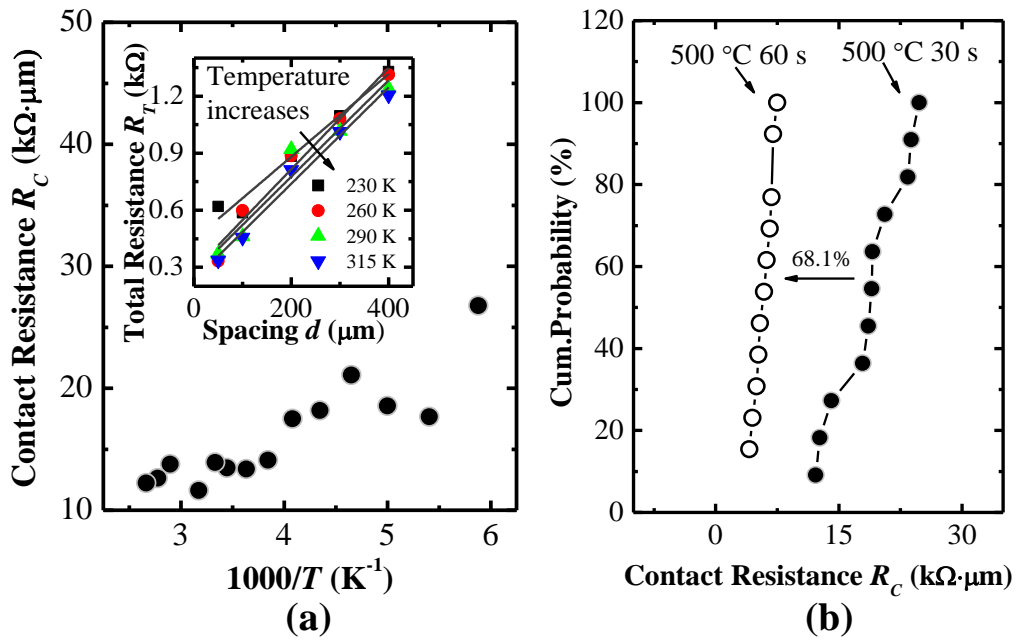 Contact Resistance R_C (kΩ·μm)
50
40
30
20
10
3
4
5
6
1000/T (K⁻¹)
(a)
Total Resistance R_T (kΩ)
1.2
0.9
0.6
0.3
Temperature
increases
230 K
260 K
290 K
315 K
0
200
400
Spacing d (μm)
Cum.Probability (%)
120
100
80
60
40
20
0
500 °C 60 s
500 °C 30 s
68.1%
0
15
30
Contact Resistance R_C (kΩ·μm)
(b)